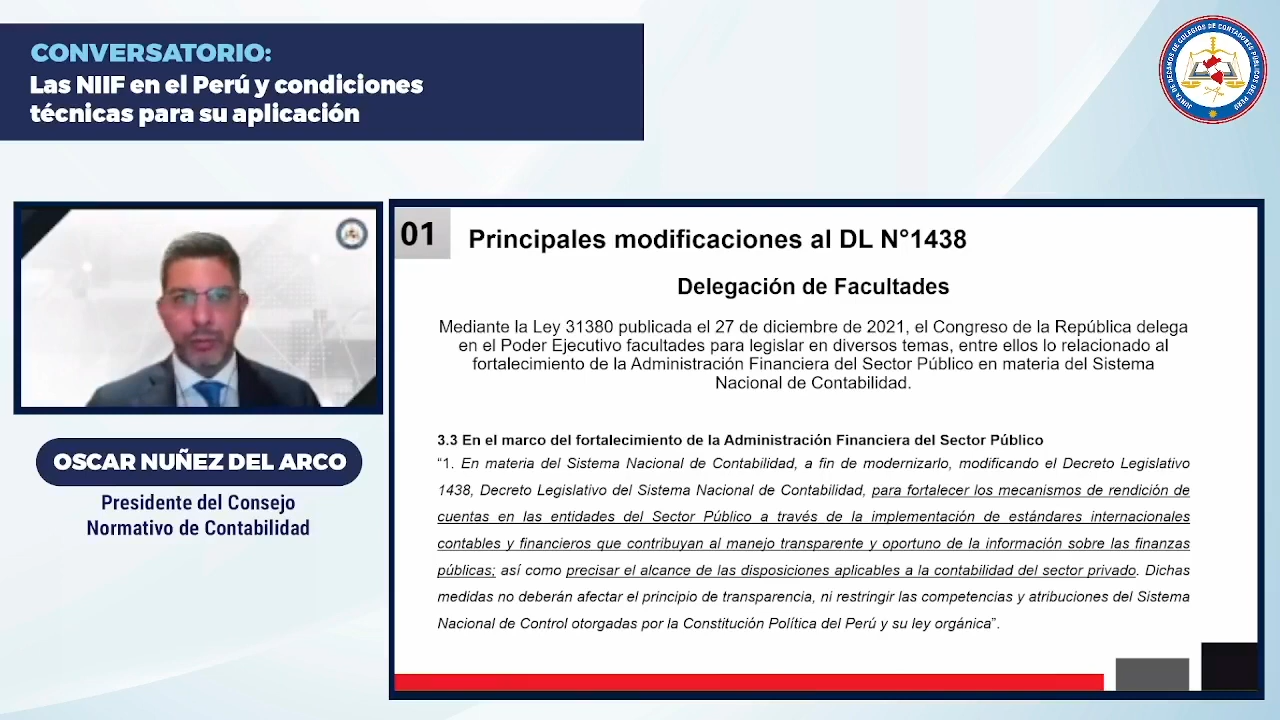 CONVERSATORIO:
Las NIIF en el Perú y condiciones
técnicas para su aplicación
JUNTA DE DECANOS DE COLEGIOS DE CONTADORES PÚBLICOS DEL PERÚ
01
Principales modificaciones al DL N°1438
Delegación de Facultades
Mediante la Ley 31380 publicada el 27 de diciembre de 2021, el Congreso de la República delega
en el Poder Ejecutivo facultades para legislar en diversos temas, entre ellos lo relacionado al
fortalecimiento de la Administración Financiera del Sector Público en materia del Sistema
Nacional de Contabilidad.
3.3 En el marco del fortalecimiento de la Administración Financiera del Sector Público
“1. En materia del Sistema Nacional de Contabilidad, a fin de modernizarlo, modificando el Decreto Legislativo
1438, Decreto Legislativo del Sistema Nacional de Contabilidad, para fortalecer los mecanismos de rendición de
cuentas en las entidades del Sector Público a través de la implementación de estándares internacionales
contables y financieros que contribuyan al manejo transparente y oportuno de la información sobre las finanzas
públicas; así como precisar el alcance de las disposiciones aplicables a la contabilidad del sector privado. Dichas
medidas no deberán afectar el principio de transparencia, ni restringir las competencias y atribuciones del Sistema
Nacional de Control otorgadas por la Constitución Política del Perú y su ley orgánica”.
OSCAR NUÑEZ DEL ARCO
Presidente del Consejo
Normativo de Contabilidad